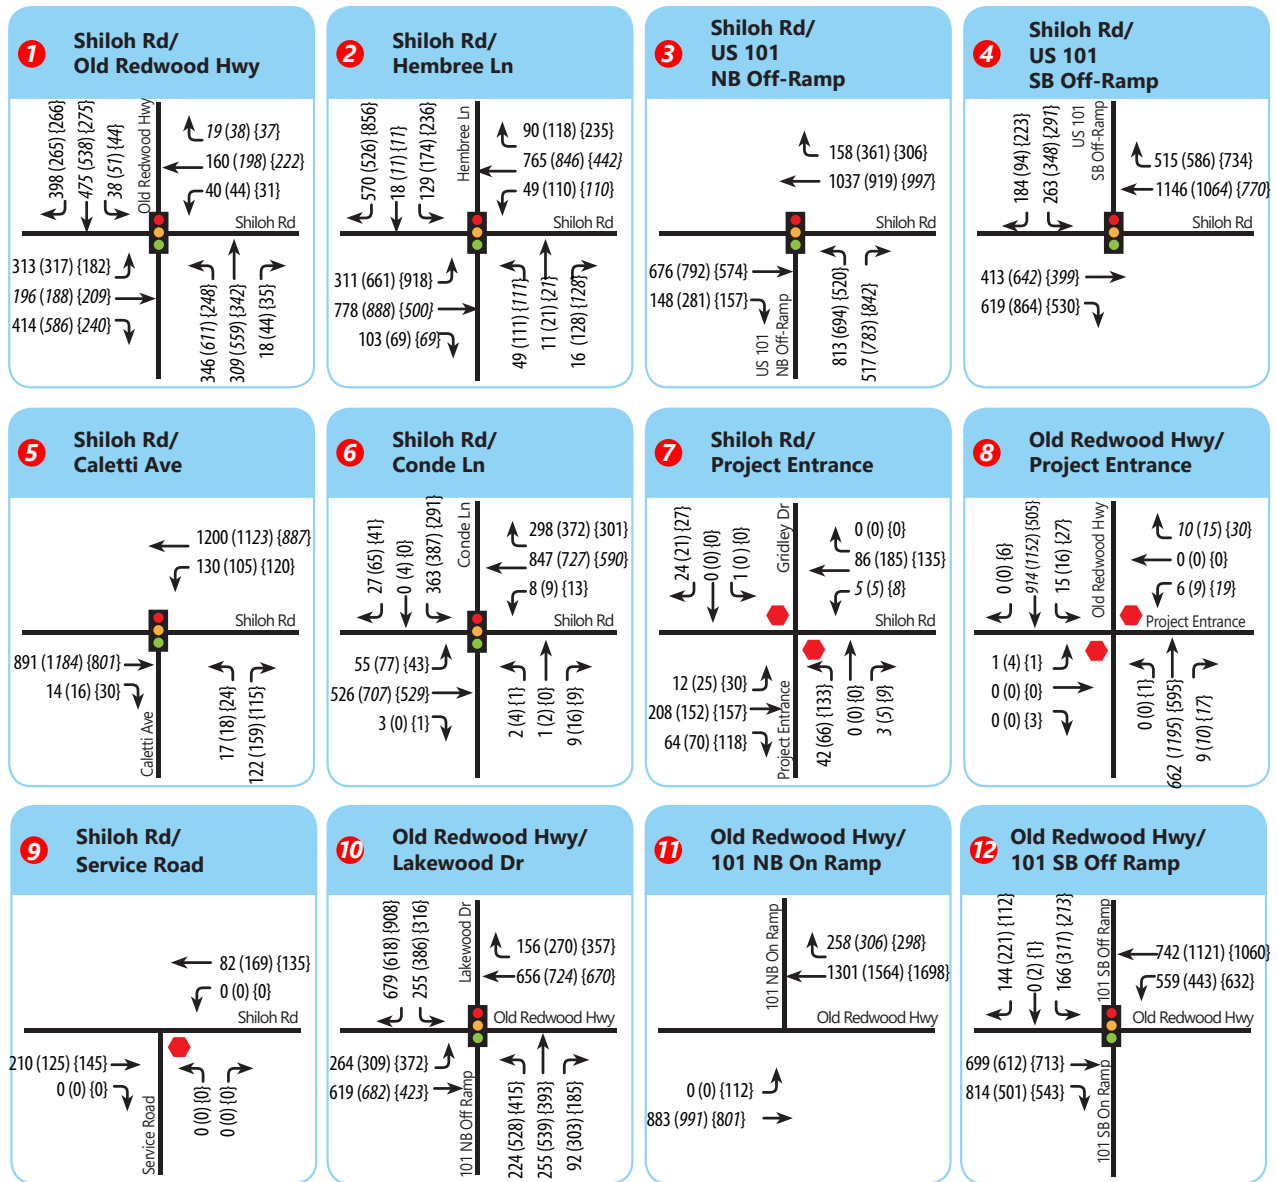 1
Shiloh Rd/
Old Redwood Hwy
398 (265) {266}
475 (538) {275}
38 (51) {44}
Old Redwood Hwy
19 (38) {37}
160 (198) {222}
40 (44) {31}
Shiloh Rd
313 (317) {182}
196 (188) {209}
414 (586) {240}
346 (611) {248}
309 (559) {342}
18 (44) {35}
2
Shiloh Rd/
Hembree Ln
570 (526) {856}
18 (11) {1}
129 (174) {236}
Hembree Ln
90 (118) {235}
765 (846) {442}
49 (110) {110}
Shiloh Rd
311 (661) {918}
778 (888) {500}
103 (69) {69}
49 (111) {111}
11 (21) {21}
16 (128) {128}
3
Shiloh Rd/
US 101
NB Off-Ramp
158 (361) {306}
1037 (919) {997}
Shiloh Rd
676 (792) {574}
148 (281) {157}
US 101
NB Off-Ramp
813 (694) {520}
517 (783) {842}
4
Shiloh Rd/
US 101
SB Off-Ramp
184 (94) {223}
263 (348) {291}
US 101
SB Off-Ramp
515 (586) {734}
1146 (1064) {770}
Shiloh Rd
413 (642) {399}
619 (864) {530}
5
Shiloh Rd/
Caletti Ave
1200 (1123) {887}
130 (105) {120}
Shiloh Rd
891 (1184) {801}
14 (16) {30}
Caletti Ave
17 (18) {24}
122 (159) {115}
6
Shiloh Rd/
Conde Ln
27 (65) {41}
0 (4) {0}
363 (387) {291}
Conde Ln
298 (372) {301}
847 (727) {590}
8 (9) {13}
Shiloh Rd
55 (77) {43}
526 (707) {529}
3 (0) {1}
2 (4) {1}
1 (2) {0}
9 (16) {9}
7
Shiloh Rd/
Project Entrance
24 (21) {27}
0 (0) {0}
1 (0 ) {0}
Gridley Dr
0 (0) {0}
86 (185) {135}
5 (5) {8}
Shiloh Rd
12 (25) {30}
208 (152) {157}
64 (70) {118}
Project Entrance
42 (66) {133}
0 (0) {0}
3 (5) {9}
8
Old Redwood Hwy/
Project Entrance
0 (0) {6}
914 (1152) {505}
15 (16) {27}
Old Redwood Hwy
10 (15) {30}
0 (0) {0}
6 (9) {19}
Project Entrance
1 (4) {1}
0 (0) {0}
0 (0) {3}
0 (0) {1}
662 (1195) {595}
9 (10) {17}
9
Shiloh Rd/
Service Road
82 (169) {135}
0 (0) {0}
Shiloh Rd
210 (125) {145}
0 (0) {0}
Service Road
0 (0) {0}
0 (0) {0}
10
Old Redwood Hwy/
Lakewood Dr
679 (618) {908}
255 (386) {316}
Lakewood Dr
156 (270) {357}
656 (724) {670}
Old Redwood Hwy
264 (309) {372}
619 (682) {423}
101 NB Off Ramp
224 (528) {415}
255 (539) {393}
92 (303) {185}
11
Old Redwood Hwy/
101 NB On Ramp
101 NB On Ramp
258 (306) {298}
1301 (1564) {1698}
Old Redwood Hwy
0 (0) {112}
883 (991) {801}
12
Old Redwood Hwy/
101 SB Off Ramp
144 (221) {112}
0 (2) {1}
166 (311) {213}
101 SB Off Ramp
742 (1121) {1060}
559 (443) {632}
Old Redwood Hwy
699 (612) {713}
814 (501) {543}
101 SB On Ramp